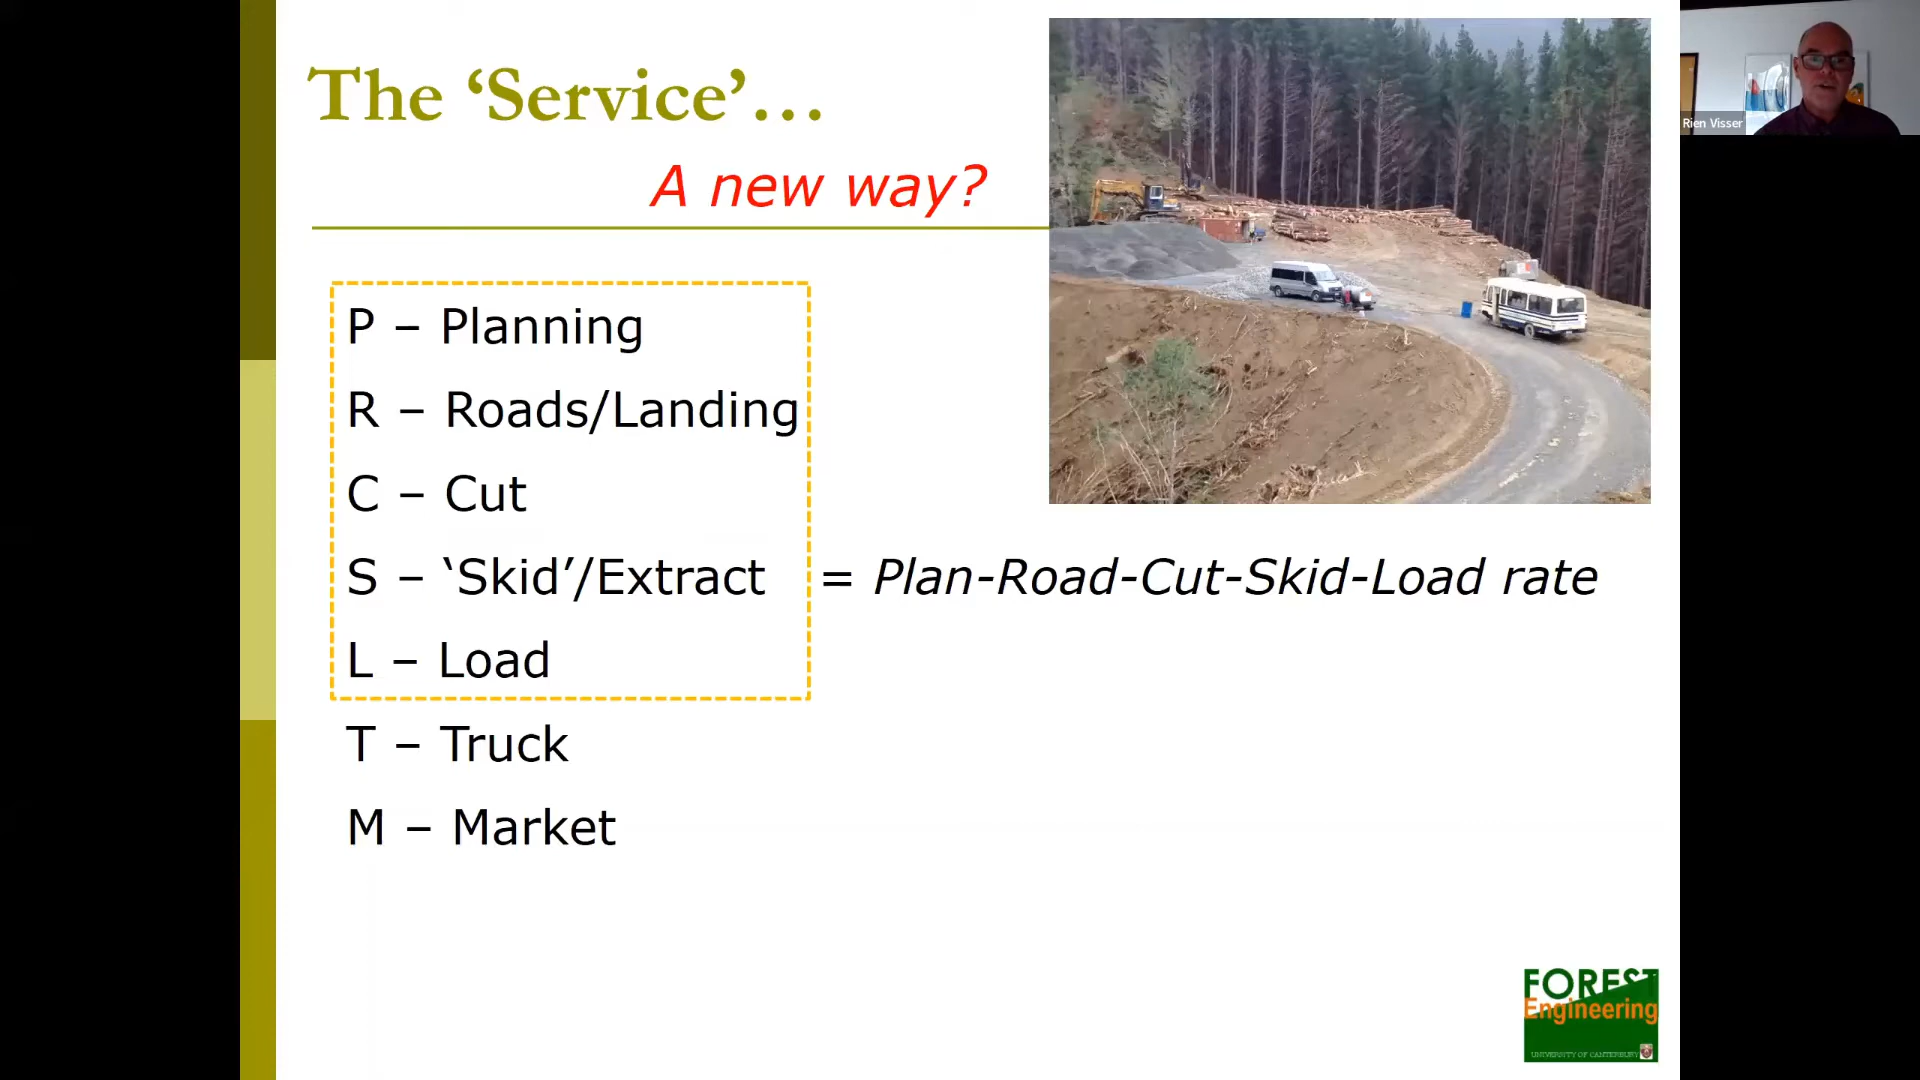 The ‘Service’…
A new way?
P – Planning
R – Roads/Landing
C – Cut
S – ‘Skid’/Extract = Plan-Road-Cut-Skid-Load rate
L – Load
T – Truck
M – Market
Rien Visser
FOREST
Engineering
UNIVERSITY OF CANTERBURY